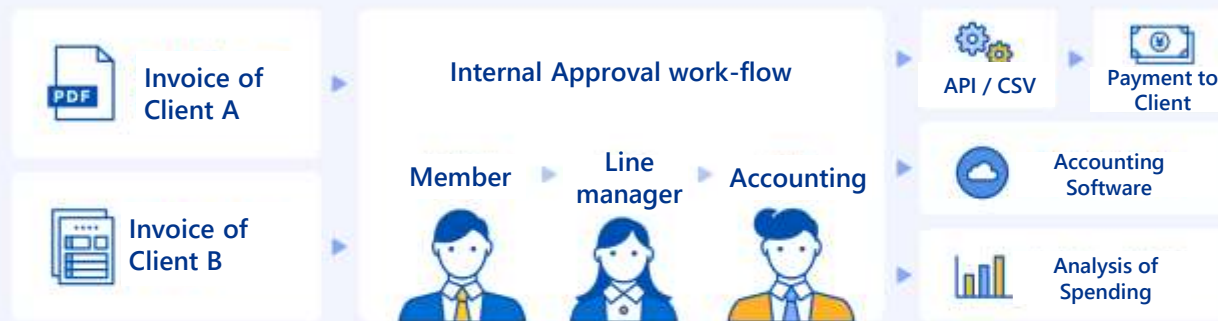 PDF
Invoice of
Client A
Invoice of
Client B
Internal Approval work-flow
Member
Line
manager
Accounting
API / CSV
¥
Payment to
Client
Accounting
Software
Analysis of
Spending